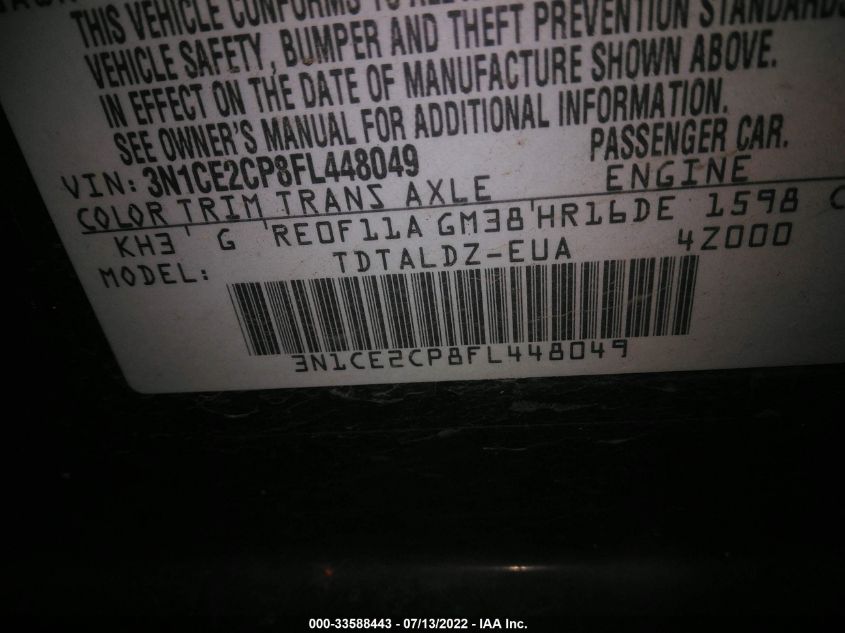 THIS VEHICLE CONFORMS TO ALL
VEHICLE SAFETY, BUMPER AND THEFT PREVENTION STANDARDS
IN EFFECT ON THE DATE OF MANUFACTURE SHOWN ABOVE.
SEE OWNER'S MANUAL FOR ADDITIONAL INFORMATION.
VIN: 3N1CE2CP8FL448049 PASSENGER CAR.
COLOR TRIM TRANS AXLE ENGINE
KH3 G RE0F11A GM38 HR16DE 1598 C
MODEL: TDTALDZ-EUA 4Z000
3N1CE2CP8FL448049
000-33588443 - 07/13/2022 - IAA Inc.